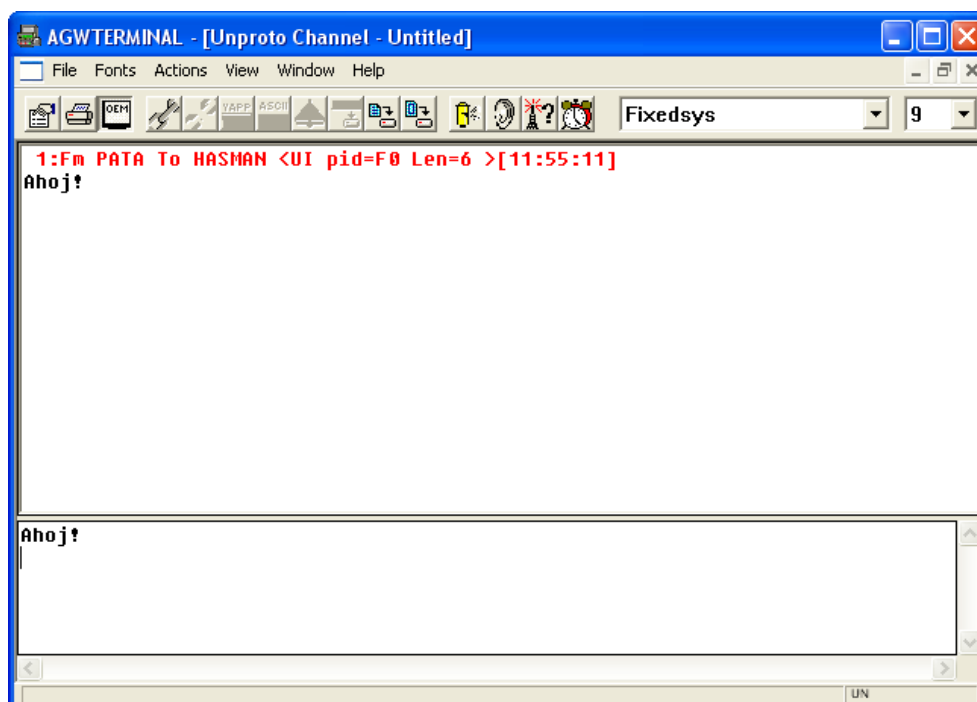 AGWTERMINAL - [Unproto Channel - Untitled]
File Fonts Actions View Window Help
OEM YAPP ASCII Fixedsys 9
1:Fm PATA To HASMAN <UI pid=F0 Len=6 >[11:55:11]
Ahoj!
Ahoj!
UN